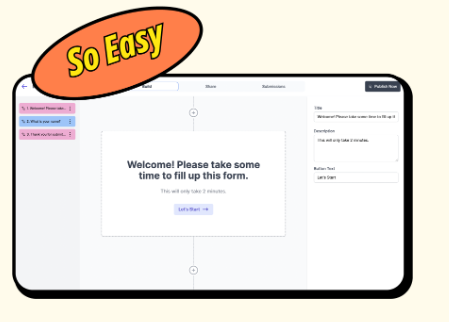 So Easy
Build
Share
Submissions
Publish Now
1. Welcome! Please take...
2. What's your name?
3. Thank you for submit...
Title
Welcome! Please take some time to fill up t
Description
This will only take 2 minutes.
Welcome! Please take some
time to fill up this form.
This will only take 2 minutes.
Let's Start →
Button Text
Let's Start